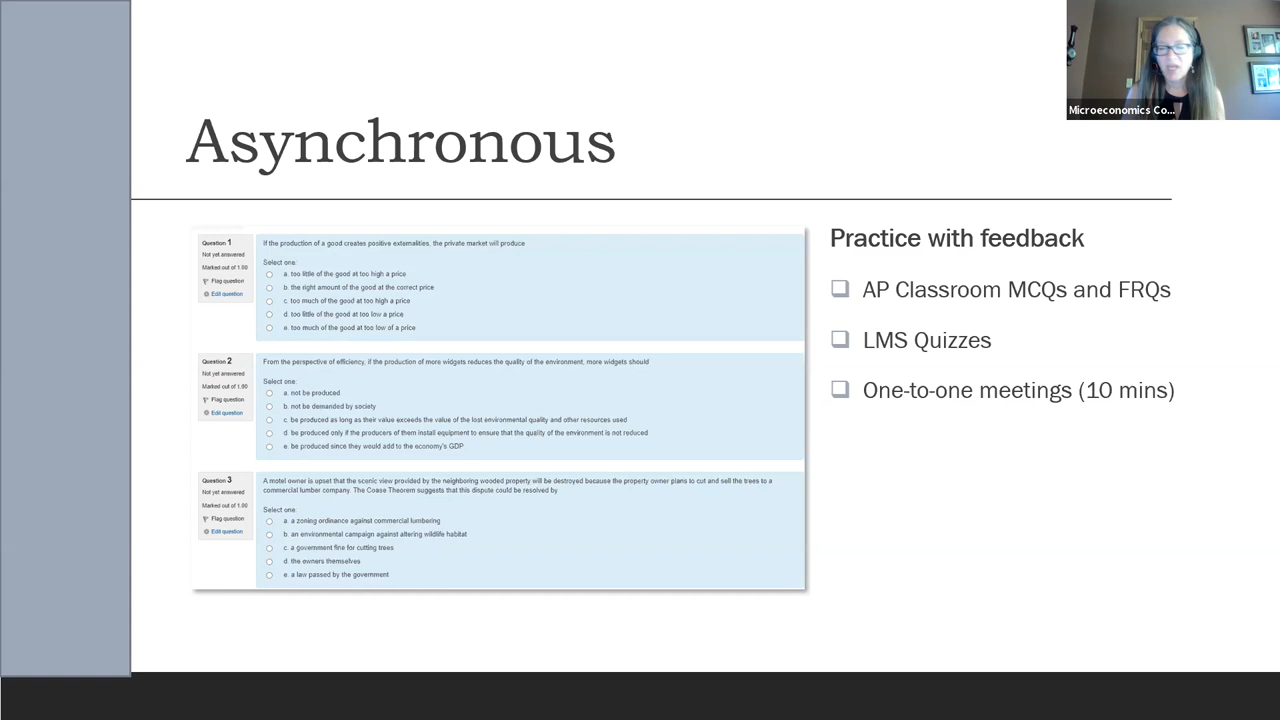 Microeconomics Co...
Asynchronous
Question 1
Not yet answered
Marked out of 1.00
Flag question
Edit question
If the production of a good creates positive externalities, the private market will produce
Select one:
a. too little of the good at too high a price
b. the right amount of the good at the correct price
c. too much of the good at too high a price
d. too little of the good at too low a price
e. too much of the good at too low of a price
Question 2
Not yet answered
Marked out of 1.00
Flag question
Edit question
From the perspective of efficiency, if the production of more widgets reduces the quality of the environment, more widgets should
Select one:
a. not be produced
b. not be demanded by society
c. be produced as long as their value exceeds the value of the lost environmental quality and other resources used
d. be produced only if the producers of them install equipment to ensure that the quality of the environment is not reduced
e. be produced since they would add to the economy's GDP
Question 3
Not yet answered
Marked out of 1.00
Flag question
Edit question
A motel owner is upset that the scenic view provided by the neighboring wooded property will be destroyed because the property owner plans to cut and sell the trees to a
commercial lumber company. The Coase Theorem suggests that this dispute could be resolved by
Select one:
a. a zoning ordinance against commercial lumbering
b. an environmental campaign against altering wildlife habitat
c. a government fine for cutting trees
d. the owners themselves
e. a law passed by the government
Practice with feedback
AP Classroom MCQs and FRQs
LMS Quizzes
One-to-one meetings (10 mins)